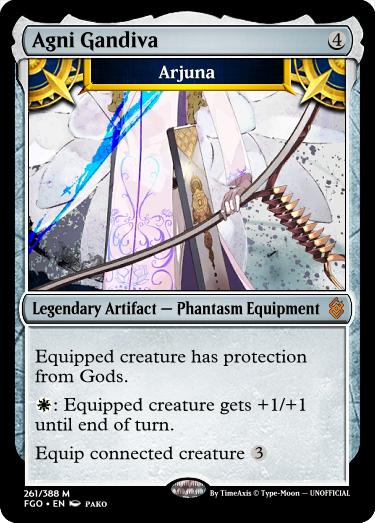 Agni Gandiva 4
Arjuna
Legendary Artifact — Phantasm Equipment
Equipped creature has protection
from Gods.
: Equipped creature gets +1/+1
until end of turn.
Equip connected creature 3
261/388 M
FGO • EN PAKO
By TimeAxis © Type-Moon — UNOFFICIAL